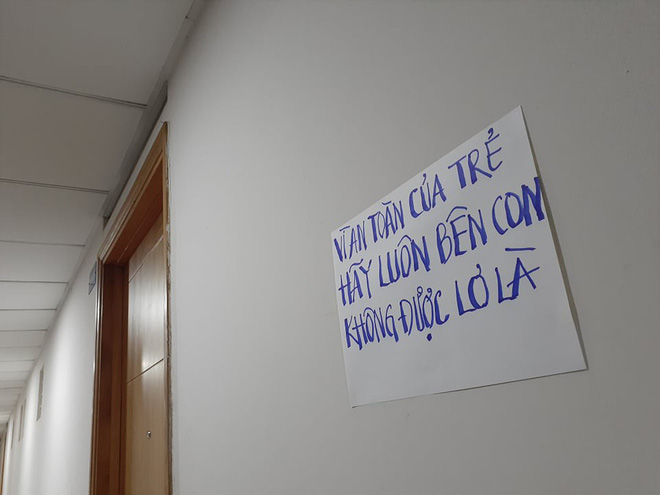 VÌ AN TOÀN CỦA TRẺ
HÃY LUÔN BÊN CON
KHÔNG ĐƯỢC LƠ LÀ